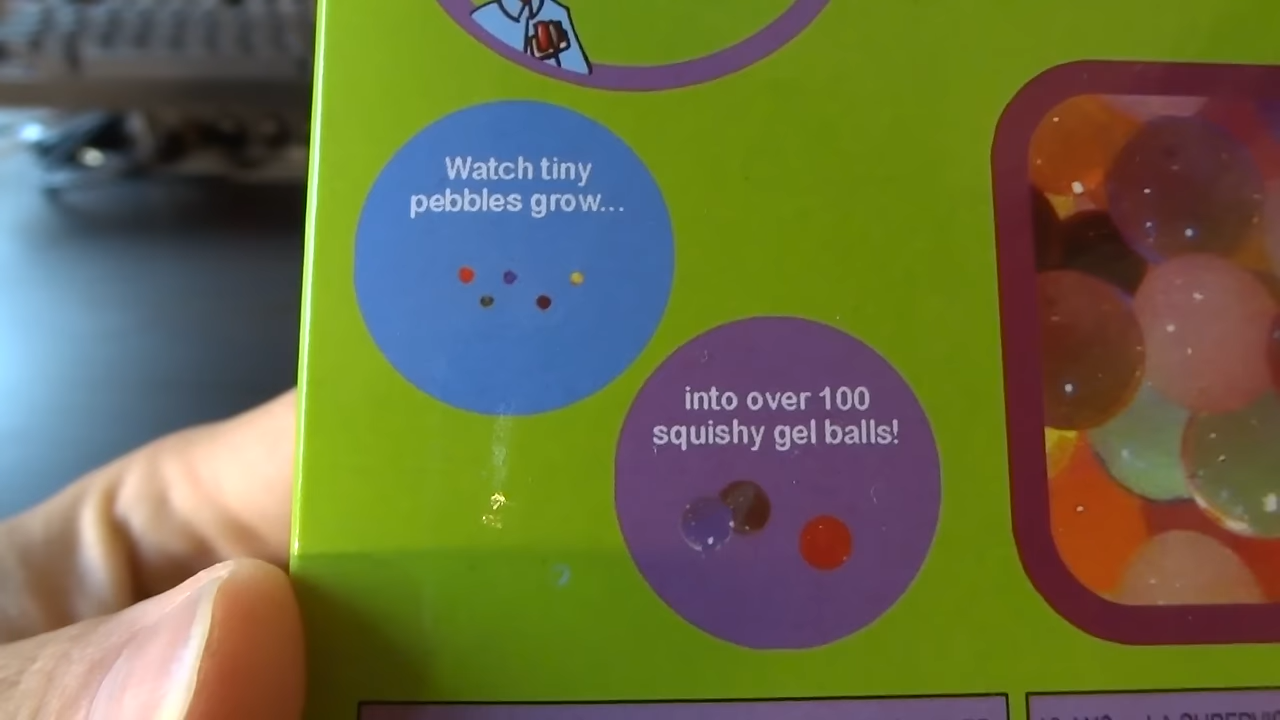 Watch tiny
pebbles grow...
into over 100
squishy gel balls!